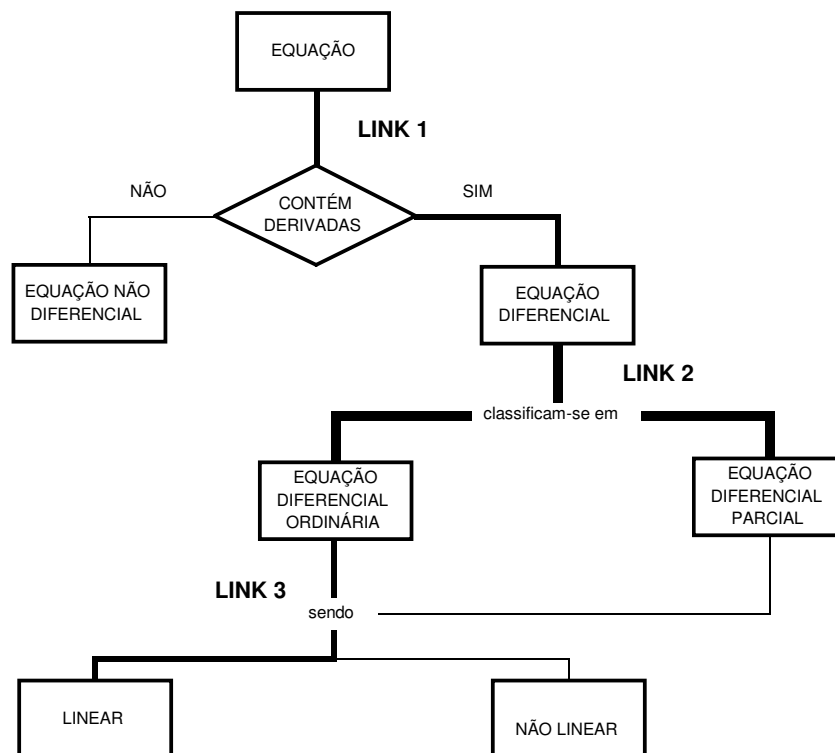 EQUAÇÃO
LINK 1
NÃO
SIM
CONTÉM
DERIVADAS
EQUAÇÃO NÃO
DIFERENCIAL
EQUAÇÃO
DIFERENCIAL
LINK 2
classificam-se em
EQUAÇÃO
DIFERENCIAL
ORDINÁRIA
EQUAÇÃO
DIFERENCIAL
PARCIAL
LINK 3
sendo
LINEAR
NÃO LINEAR